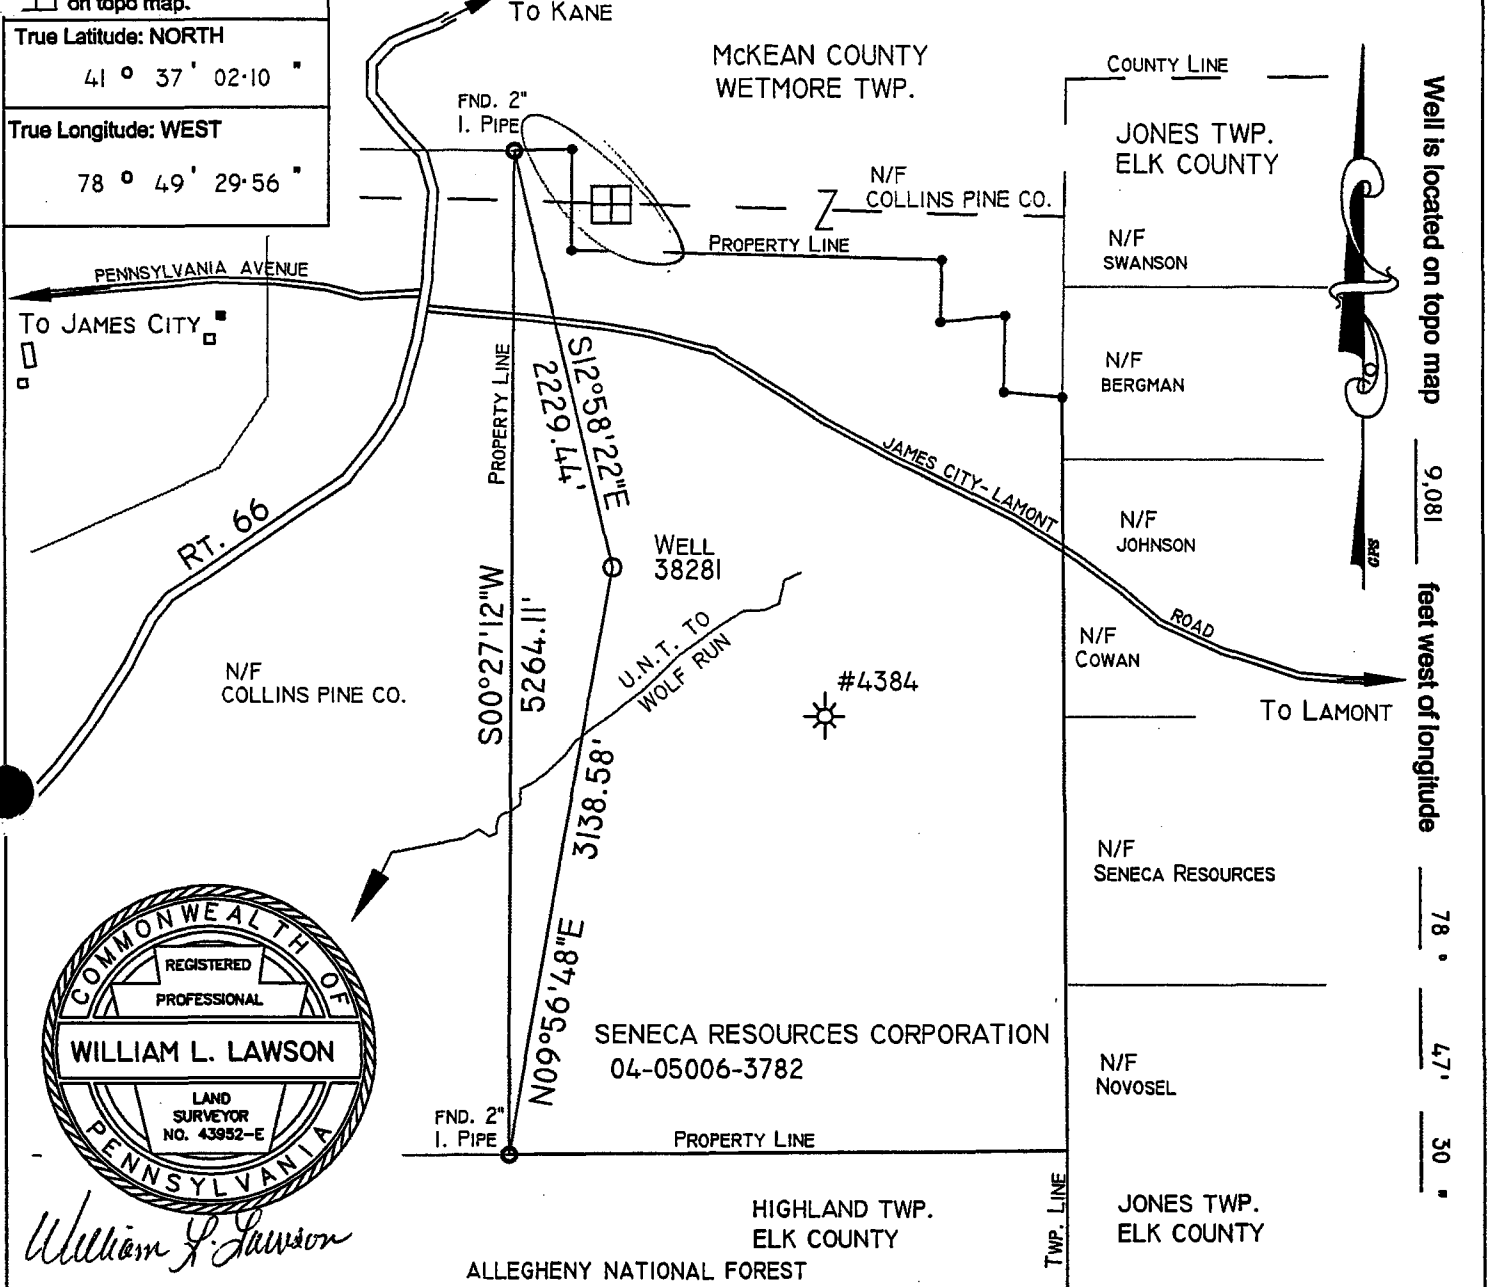 on topo map.
True Latitude: NORTH
41 ° 37 ' 02.10 "
True Longitude: WEST
78 ° 49 ' 29.56 "
TO KANE
McKEAN COUNTY
WETMORE TWP.
COUNTY LINE
JONES TWP.
ELK COUNTY
FND. 2"
I. PIPE
N/F
COLLINS PINE CO.
Z
PROPERTY LINE
N/F
SWANSON
PENNSYLVANIA AVENUE
TO JAMES CITY
N/F
BERGMAN
PROPERTY LINE
S12°58'22"E
2229.44'
JAMES CITY-LAMONT
ROAD
RT. 66
N/F
JOHNSON
GPS
WELL
38281
S00°27'12"W
5264.11'
U.N.T. TO
WOLF RUN
N/F
COWAN
N/F
COLLINS PINE CO.
#4384
TO LAMONT
3138.58'
N09°56'48"E
N/F
SENECA RESOURCES
COMMONWEALTH OF
REGISTERED
PROFESSIONAL
WILLIAM L. LAWSON
LAND
SURVEYOR
NO. 43952-E
PENNSYLVANIA
SENECA RESOURCES CORPORATION
04-05006-3782
N/F
NOVOSEL
FND. 2"
I. PIPE
PROPERTY LINE
TWP. LINE
HIGHLAND TWP.
ELK COUNTY
JONES TWP.
ELK COUNTY
William L. Lawson
ALLEGHENY NATIONAL FOREST
Well is located on topo map 9,081 feet west of longitude 78 ° 47 ' 30 "